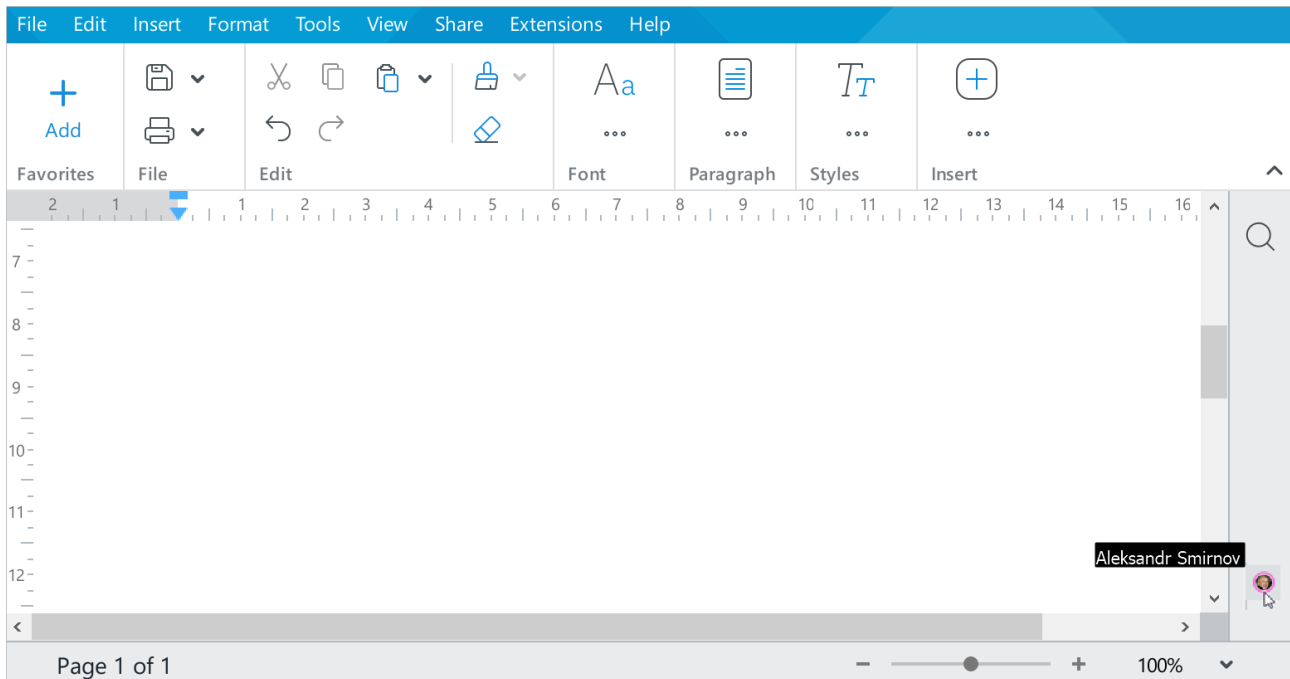 File Edit Insert Format Tools View Share Extensions Help
Aa
Tт
Add
Favorites File Edit Font Paragraph Styles Insert
2 1 1 2 3 4 5 6 7 8 9 10 11 12 13 14 15 16
7
8
9
10
11
Aleksandr Smirnov
12
Page 1 of 1 100%